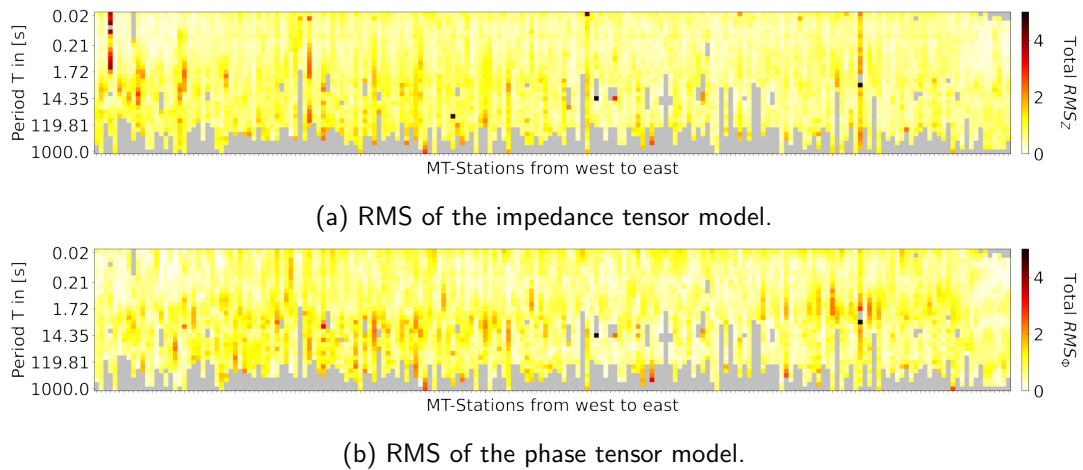 0.02
0.21
1.72
14.35
119.81
1000.0
Period T in [s]
MT-Stations from west to east
4
2
0
Total RMS_Z
(a) RMS of the impedance tensor model.
0.02
0.21
1.72
14.35
119.81
1000.0
Period T in [s]
MT-Stations from west to east
4
2
0
Total RMS_Φ
(b) RMS of the phase tensor model.